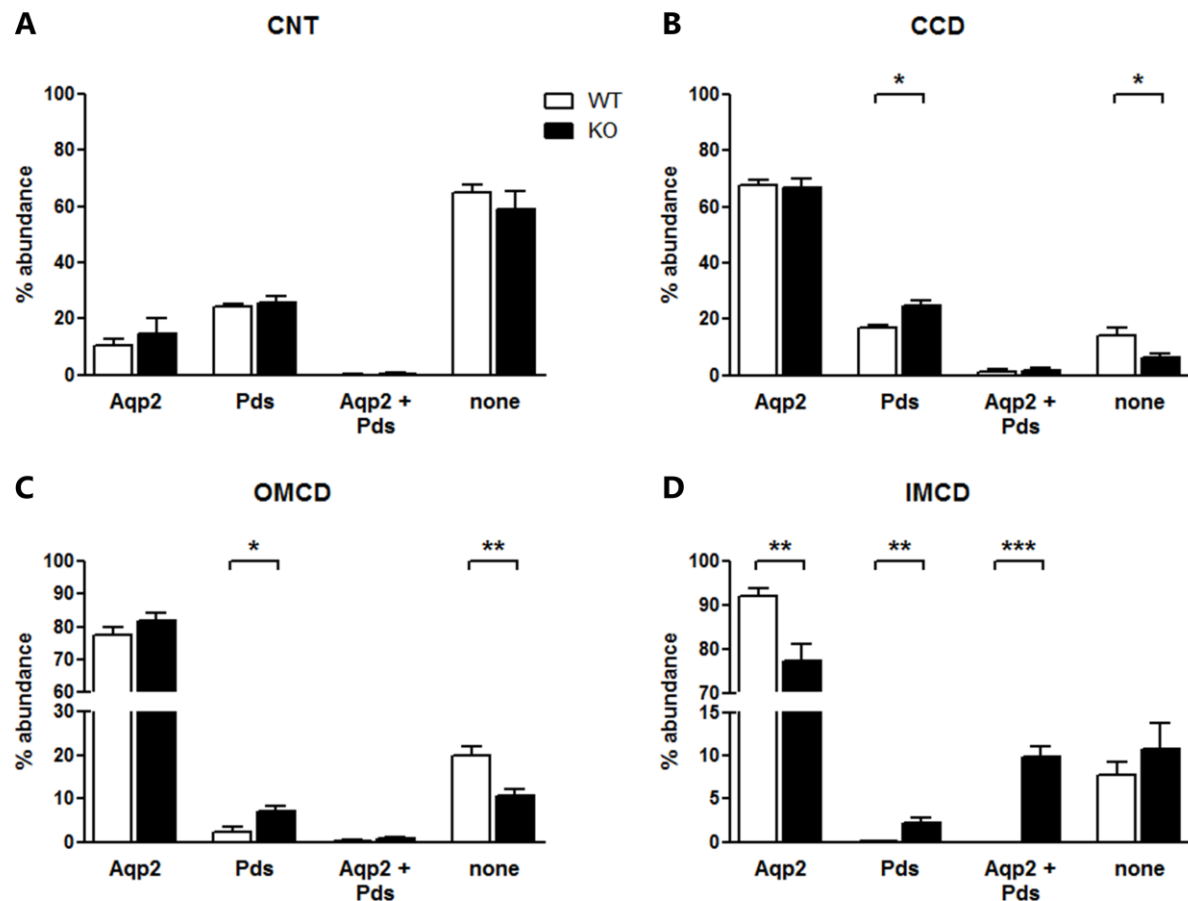 A
CNT
100
80
60
40
20
0
% abundance
WT
KO
Aqp2
Pds
Aqp2 +
Pds
none
B
CCD
* *
100
80
60
40
20
0
% abundance
Aqp2
Pds
Aqp2 +
Pds
none
C
OMCD
* **
100
90
80
70
60
30
20
10
0
% abundance
Aqp2
Pds
Aqp2 +
Pds
none
D
IMCD
** ** ***
100
90
80
70
15
10
5
0
% abundance
Aqp2
Pds
Aqp2 +
Pds
none